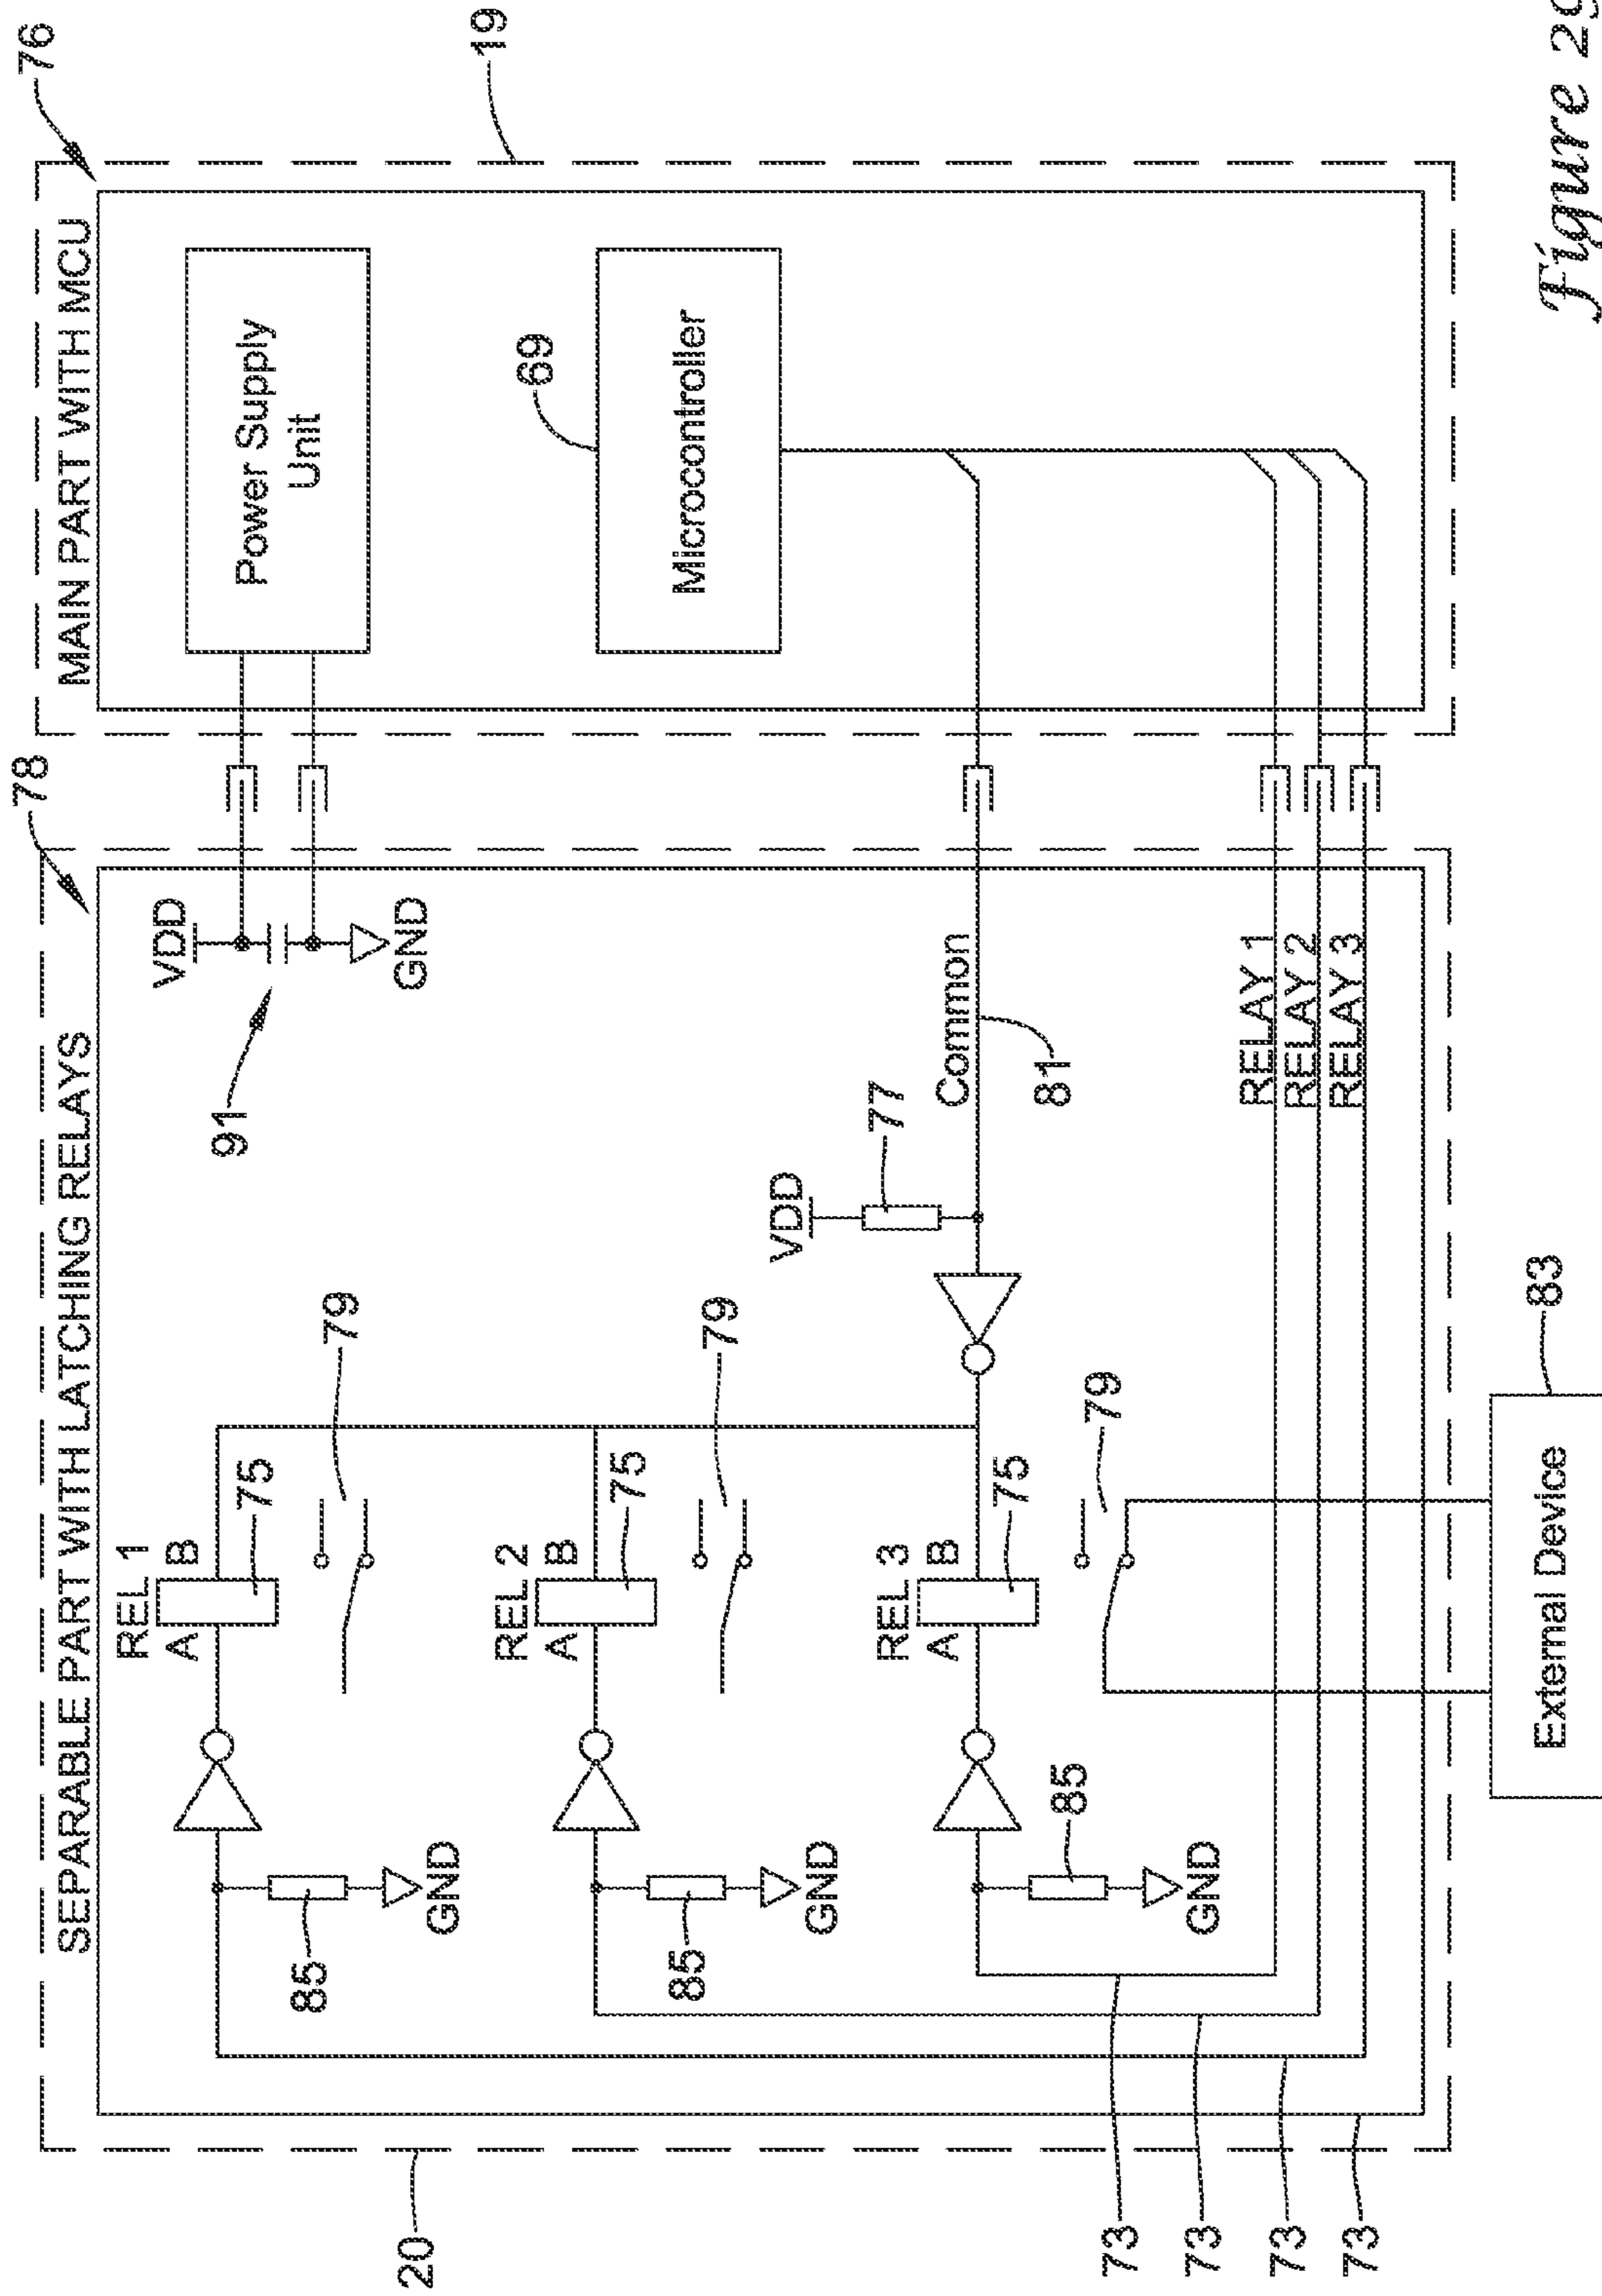 SEPARABLE PART WITH LATCHING RELAYS
78
MAIN PART WITH MCU
76
19
20
REL 1
A B
75
79
85
GND
REL 2
A B
75
79
85
GND
REL 3
A B
75
79
85
GND
VDD
91
GND
VDD
77
Common
81
RELAY 1
RELAY 2
RELAY 3
73
73
73
73
Power Supply
Unit
69
Microcontroller
External Device
83
Figure 29